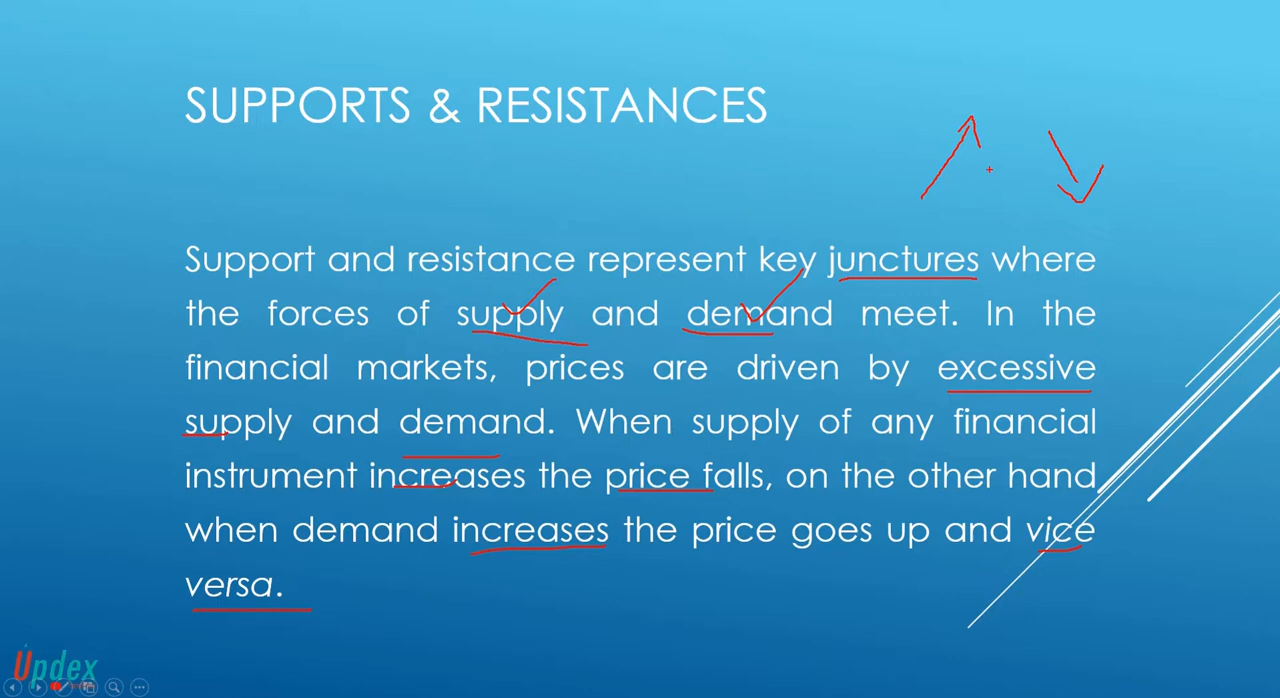 SUPPORTS & RESISTANCES
Support and resistance represent key junctures where
the forces of supply and demand meet. In the
financial markets, prices are driven by excessive
supply and demand. When supply of any financial
instrument increases the price falls, on the other hand
when demand increases the price goes up and vice
versa.
Updex